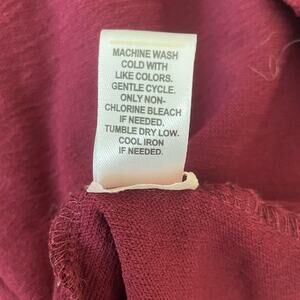 MACHINE WASH
COLD WITH
LIKE COLORS.
GENTLE CYCLE.
ONLY NON-
CHLORINE BLEACH
IF NEEDED.
TUMBLE DRY LOW.
COOL IRON
IF NEEDED.